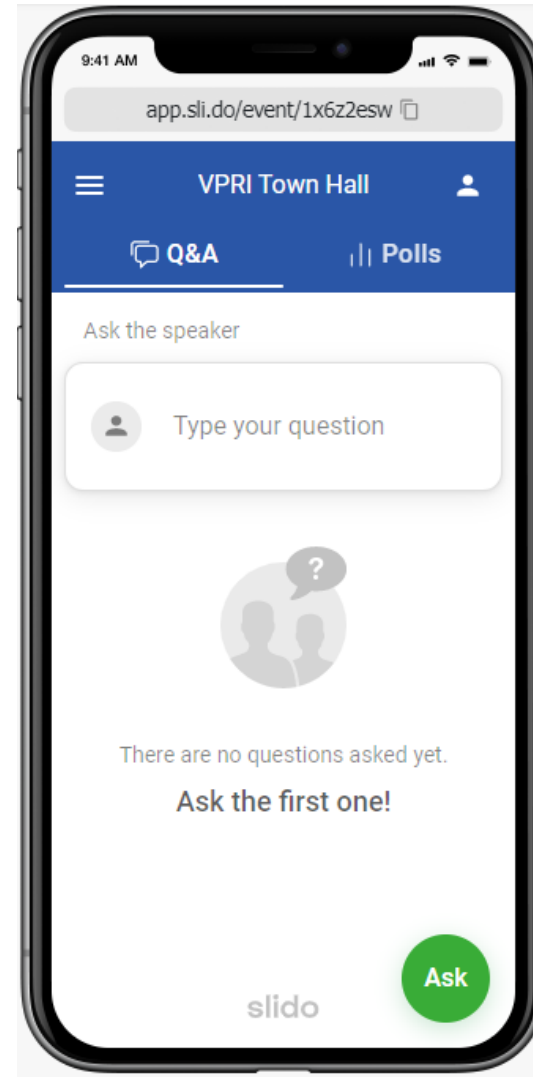 9:41 AM
app.sli.do/event/1x6z2esw
VPRI Town Hall
Q&A Polls
Ask the speaker
Type your question
?
There are no questions asked yet.
Ask the first one!
Ask
slido